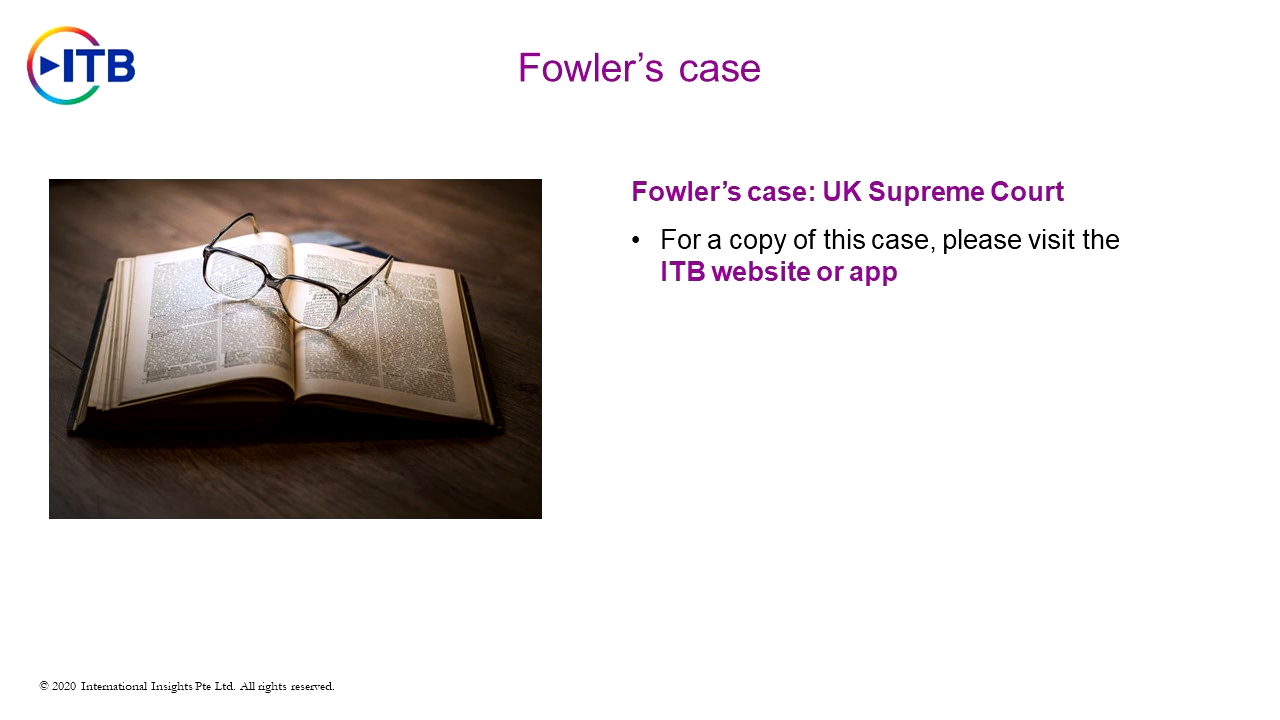 ITB
Fowler’s case
Fowler’s case: UK Supreme Court
• For a copy of this case, please visit the
ITB website or app
© 2020 International Insights Pte Ltd. All rights reserved.